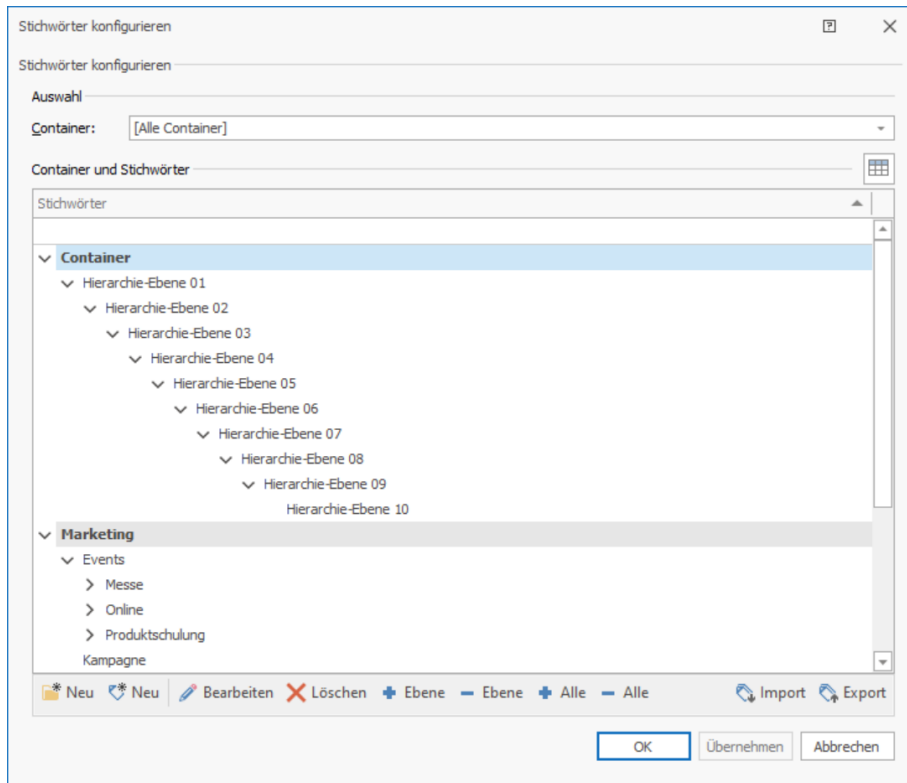 Stichwörter konfigurieren
Stichwörter konfigurieren
Auswahl
Container: [Alle Container]
Container und Stichwörter
Stichwörter
Container
Hierarchie-Ebene 01
Hierarchie-Ebene 02
Hierarchie-Ebene 03
Hierarchie-Ebene 04
Hierarchie-Ebene 05
Hierarchie-Ebene 06
Hierarchie-Ebene 07
Hierarchie-Ebene 08
Hierarchie-Ebene 09
Hierarchie-Ebene 10
Marketing
Events
Messe
Online
Produktschulung
Kampagne
Neu Neu Bearbeiten Löschen Ebene Ebene Alle Alle Import Export
OK Übernehmen Abbrechen